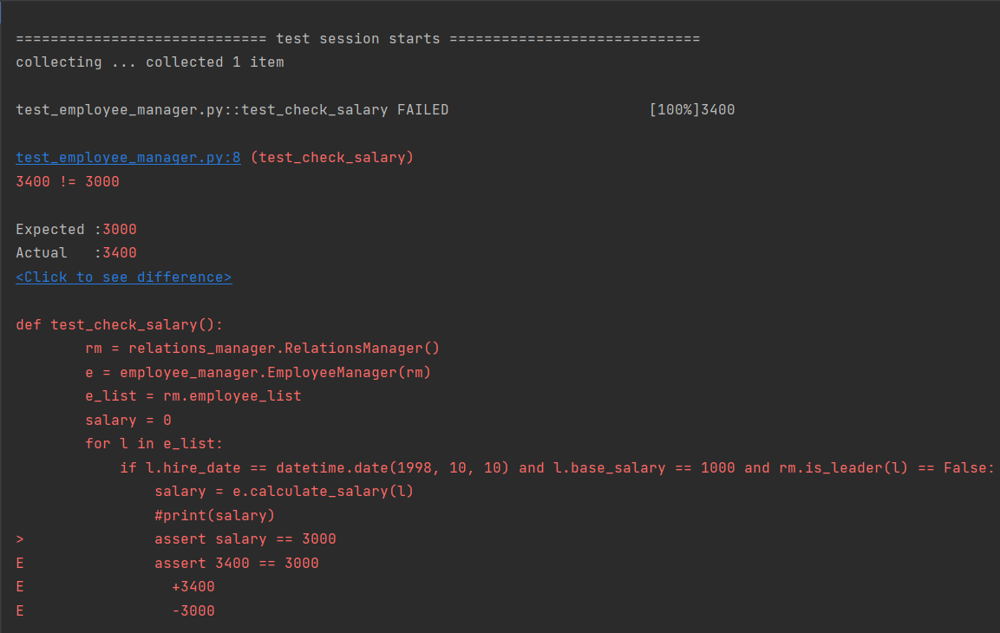 ============================= test session starts =============================
collecting ... collected 1 item
test_employee_manager.py::test_check_salary FAILED                       [100%]3400
test_employee_manager.py:8 (test_check_salary)
3400 != 3000
Expected :3000
Actual   :3400
<Click to see difference>
def test_check_salary():
        rm = relations_manager.RelationsManager()
        e = employee_manager.EmployeeManager(rm)
        e_list = rm.employee_list
        salary = 0
        for l in e_list:
            if l.hire_date == datetime.date(1998, 10, 10) and l.base_salary == 1000 and rm.is_leader(l) == False:
                salary = e.calculate_salary(l)
                #print(salary)
>               assert salary == 3000
E               assert 3400 == 3000
E                 +3400
E                 -3000